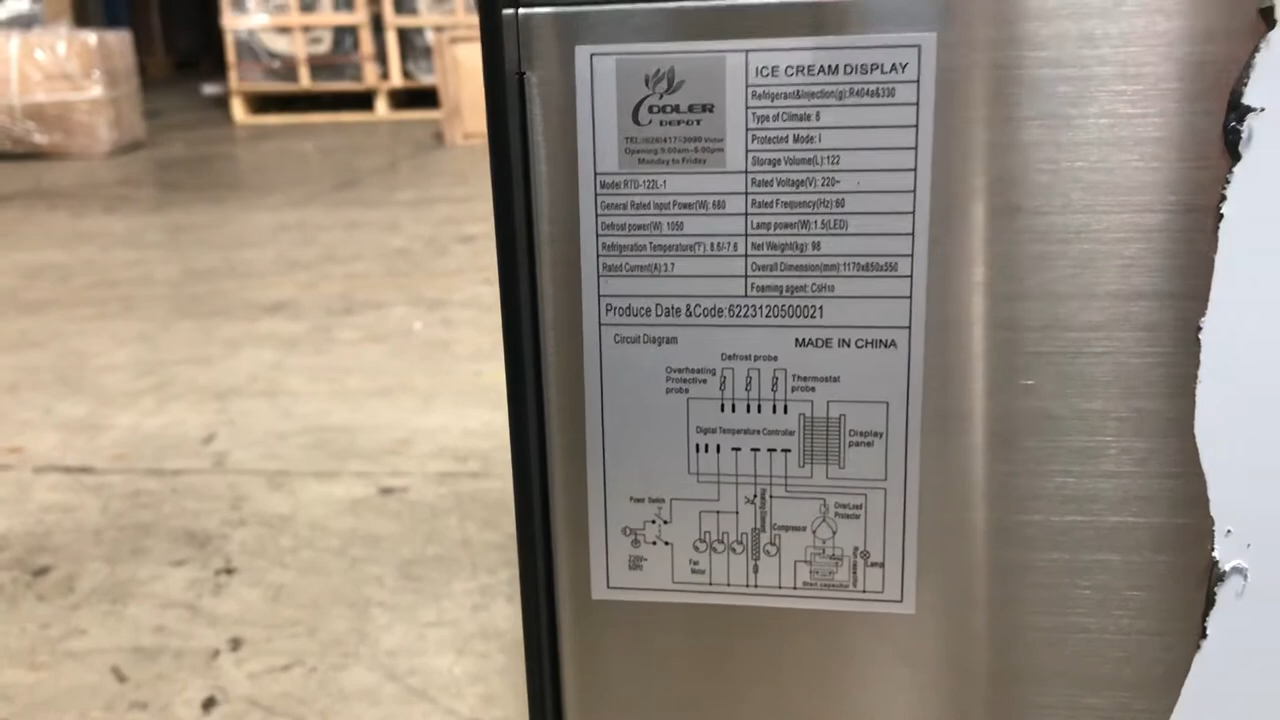 COOLER
DEPOT
TEL:(626)417-3090 Victor
Opening 9:00am-5:00pm
Monday to Friday
ICE CREAM DISPLAY
Refrigerant&Injection(g):R404a&330
Type of Climate: 6
Protected Mode: I
Storage Volume(L):122
Model:RTD-122L-1
Rated Voltage(V): 220~
General Rated Input Power(W): 680
Rated Frequency(Hz):60
Defrost power(W): 1050
Lamp power(W):1.5(LED)
Refrigeration Temperature(°F): 8.6/-7.6
Net Weight(kg): 98
Rated Current(A):3.7
Overall Dimension(mm):1170x850x550
Foaming agent: C5H10
Produce Date &Code:6223120500021
Circuit Diagram
MADE IN CHINA
Defrost probe
Overheating
Protective
probe
Thermostat
probe
Digital Temperature Controller
Display
panel
Power Switch
220V~
50Hz
Fan
Motor
Heating Element
Compressor
OverLoad
Protector
Run capacitor
Lamp
Start capacitor